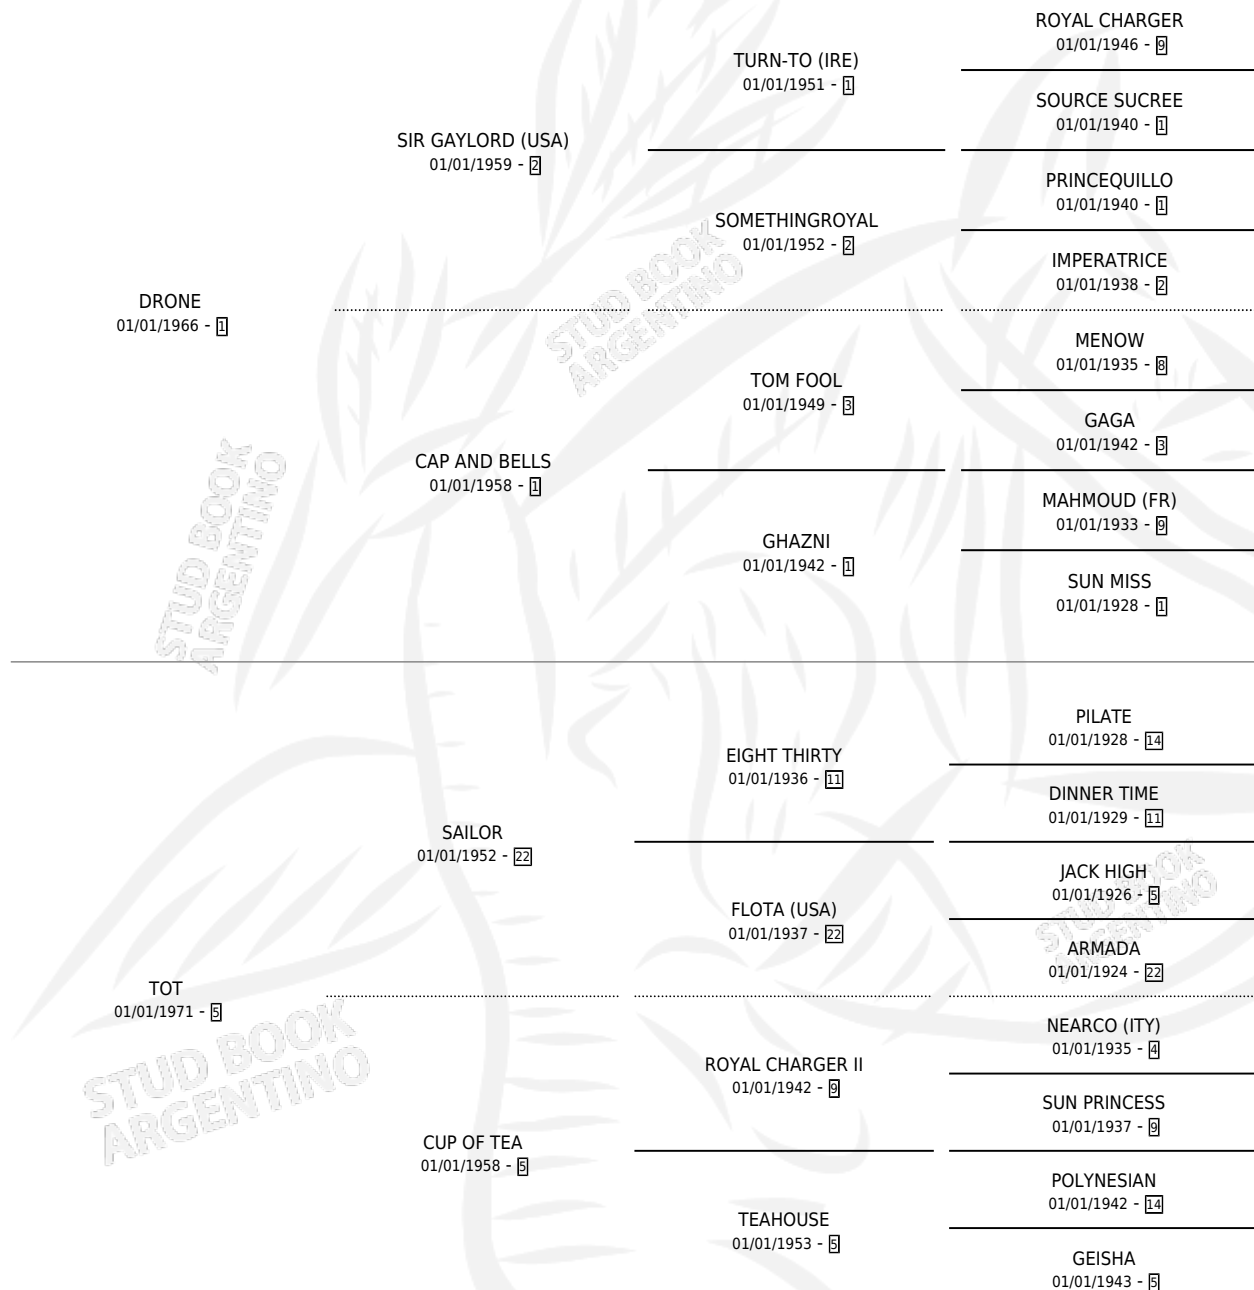 ROYAL CHARGER
01/01/1946 - 9
TURN-TO (IRE)
01/01/1951 - 1
SOURCE SUCREE
01/01/1940 - 1
SIR GAYLORD (USA)
01/01/1959 - 2
PRINCEQUILLO
01/01/1940 - 1
SOMETHINGROYAL
01/01/1952 - 2
IMPERATRICE
01/01/1938 - 2
STUD BOOK
ARGENTINO
DRONE
01/01/1966 - 1
MENOW
01/01/1935 - 8
TOM FOOL
01/01/1949 - 3
GAGA
01/01/1942 - 3
CAP AND BELLS
01/01/1958 - 1
MAHMOUD (FR)
01/01/1933 - 9
GHAZNI
01/01/1942 - 1
SUN MISS
01/01/1928 - 1
STUD BOOK
ARGENTINO
PILATE
01/01/1928 - 14
EIGHT THIRTY
01/01/1936 - 11
DINNER TIME
01/01/1929 - 11
SAILOR
01/01/1952 - 22
JACK HIGH
01/01/1926 - 5
FLOTA (USA)
01/01/1937 - 22
ARMADA
01/01/1924 - 22
STUD BOOK
ARGENTINO
TOT
01/01/1971 - 5
NEARCO (ITY)
01/01/1935 - 4
ROYAL CHARGER II
01/01/1942 - 9
SUN PRINCESS
01/01/1937 - 9
STUD BOOK
ARGENTINO
CUP OF TEA
01/01/1958 - 5
POLYNESIAN
01/01/1942 - 14
TEAHOUSE
01/01/1953 - 5
GEISHA
01/01/1943 - 5